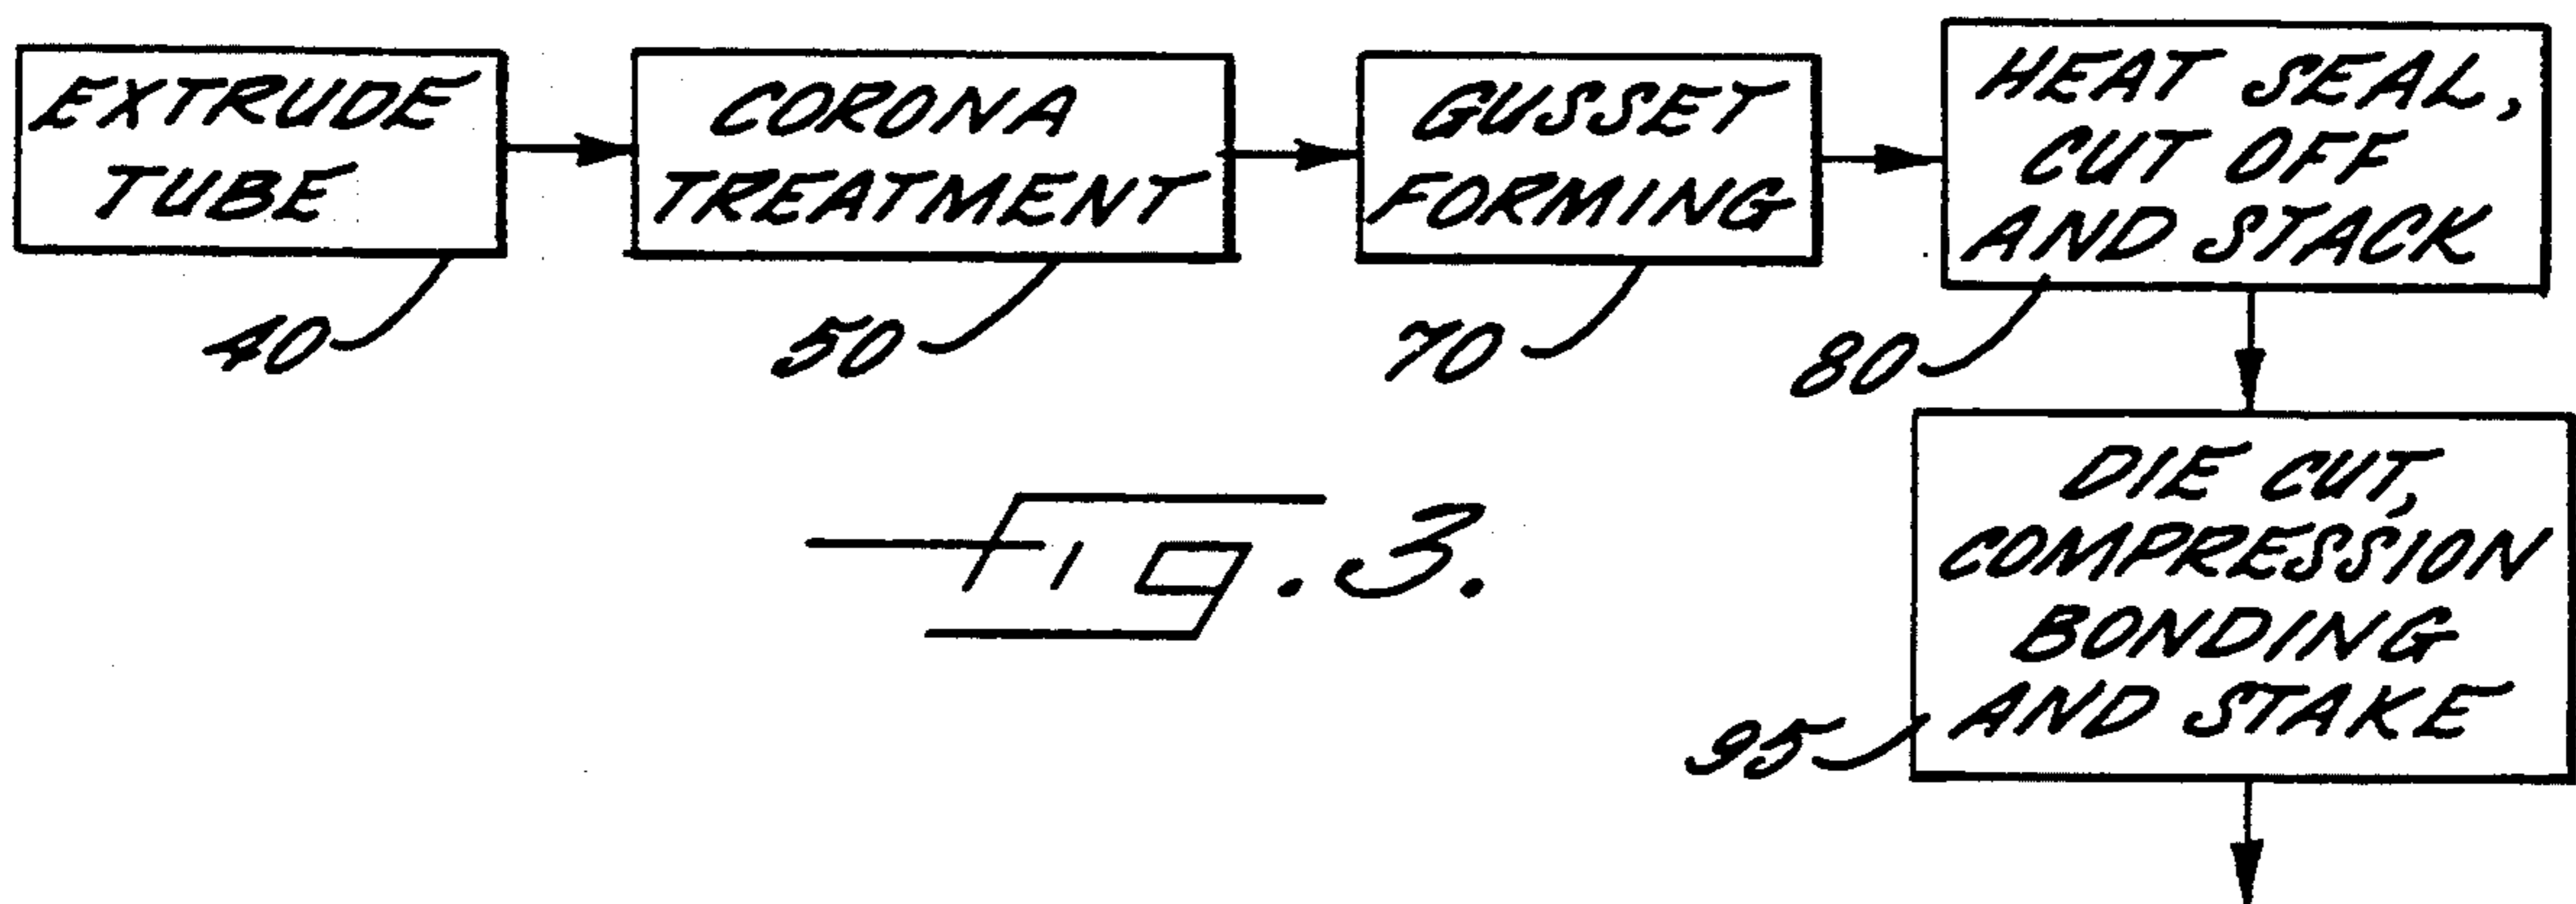 EXTRUDE
TUBE
40
CORONA
TREATMENT
50
GUSSET
FORMING
70
HEAT SEAL,
CUT OFF
AND STACK
80
DIE CUT,
COMPRESSION
BONDING
AND STAKE
95
Fig. 3.